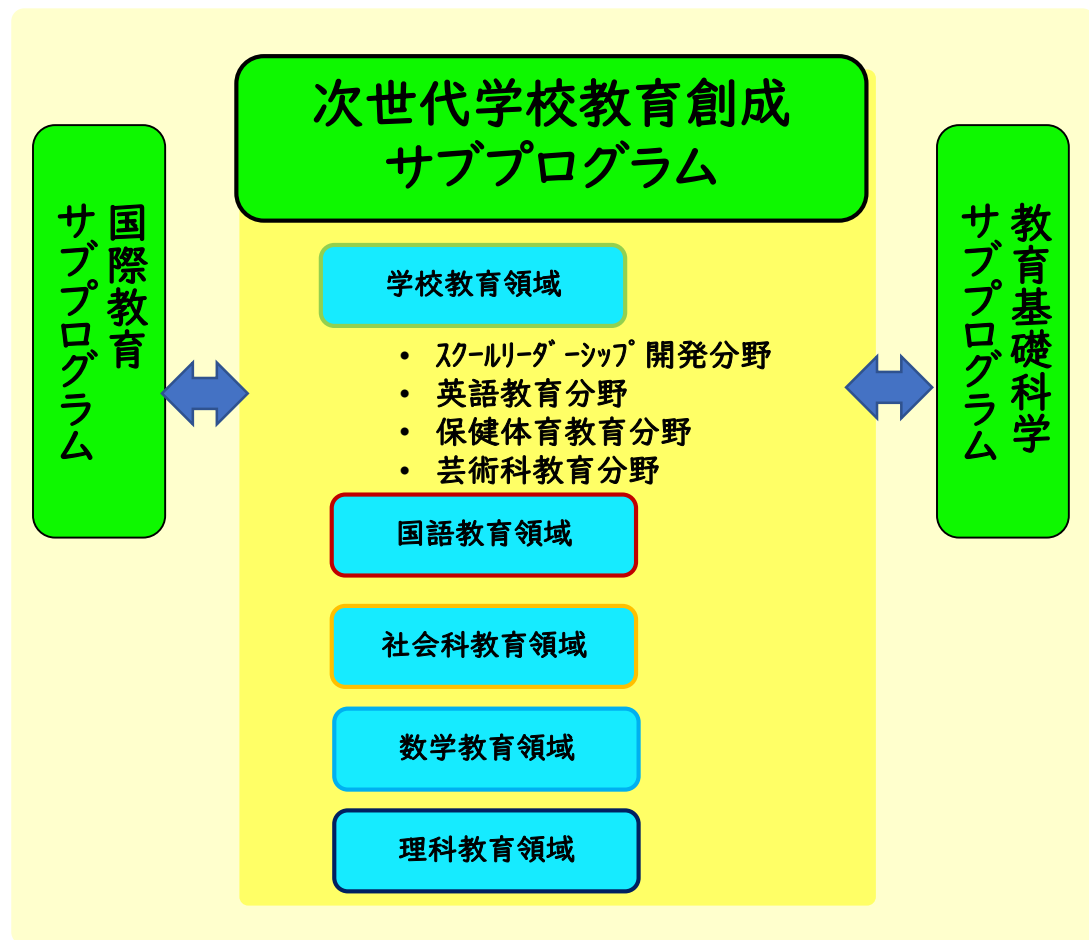 次世代学校教育創成
サブプログラム
国際教育
サブプログラム
教育基礎科学
サブプログラム
学校教育領域
• ｽｸｰﾙﾘｰﾀﾞｰｼｯﾌﾟ開発分野
• 英語教育分野
• 保健体育教育分野
• 芸術科教育分野
国語教育領域
社会科教育領域
数学教育領域
理科教育領域